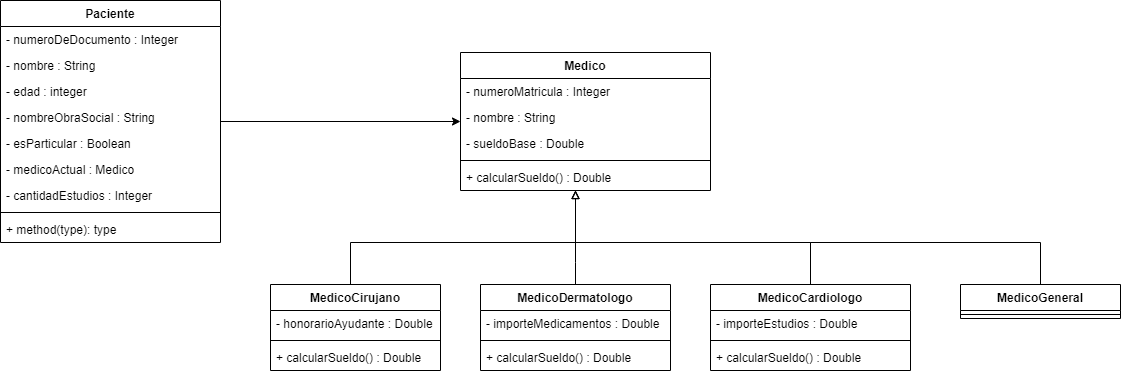 Paciente
- numeroDeDocumento : Integer
- nombre : String
- edad : integer
- nombreObraSocial : String
- esParticular : Boolean
- medicoActual : Medico
- cantidadEstudios : Integer
+ method(type): type
Medico
- numeroMatricula : Integer
- nombre : String
- sueldoBase : Double
+ calcularSueldo() : Double
MedicoCirujano
- honorarioAyudante : Double
+ calcularSueldo() : Double
MedicoDermatologo
- importeMedicamentos : Double
+ calcularSueldo() : Double
MedicoCardiologo
- importeEstudios : Double
+ calcularSueldo() : Double
MedicoGeneral